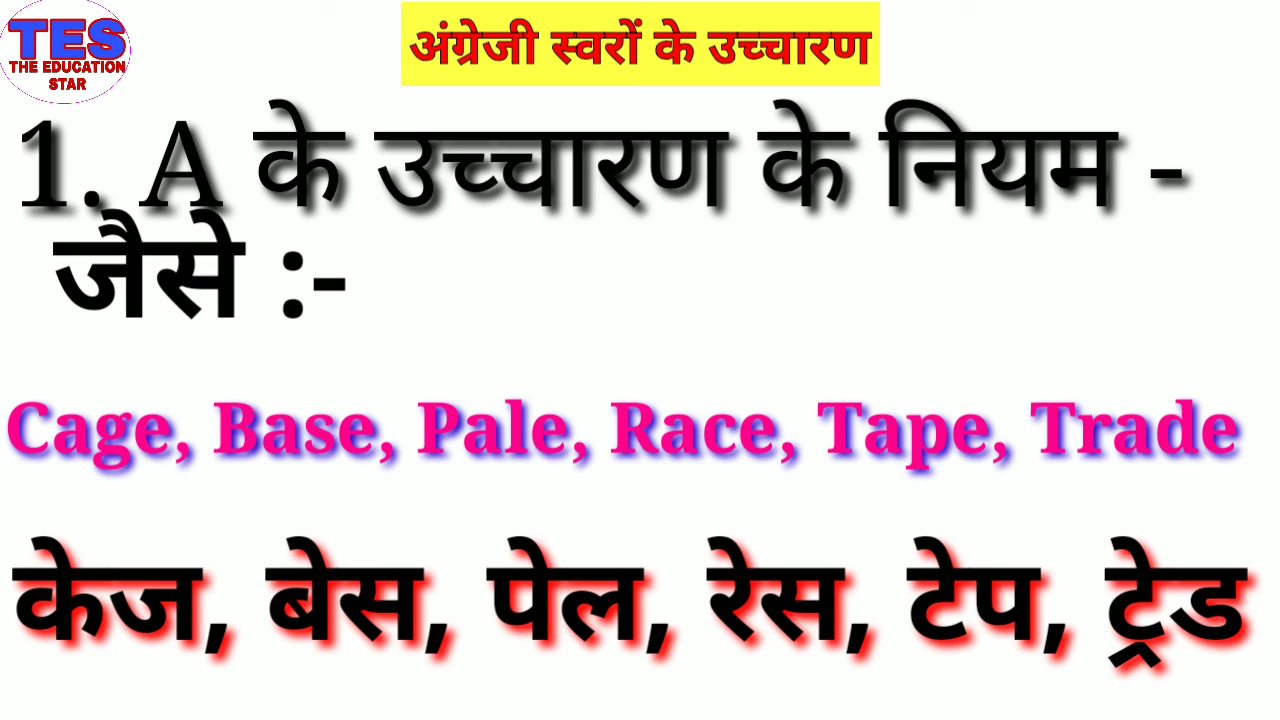 TES
THE EDUCATION
STAR
अंग्रेजी स्वरों के उच्चारण
1. A के उच्चारण के नियम -
जैसे :-
Cage, Base, Pale, Race, Tape, Trade
केज, बेस, पेल, रेस, टेप, ट्रेड